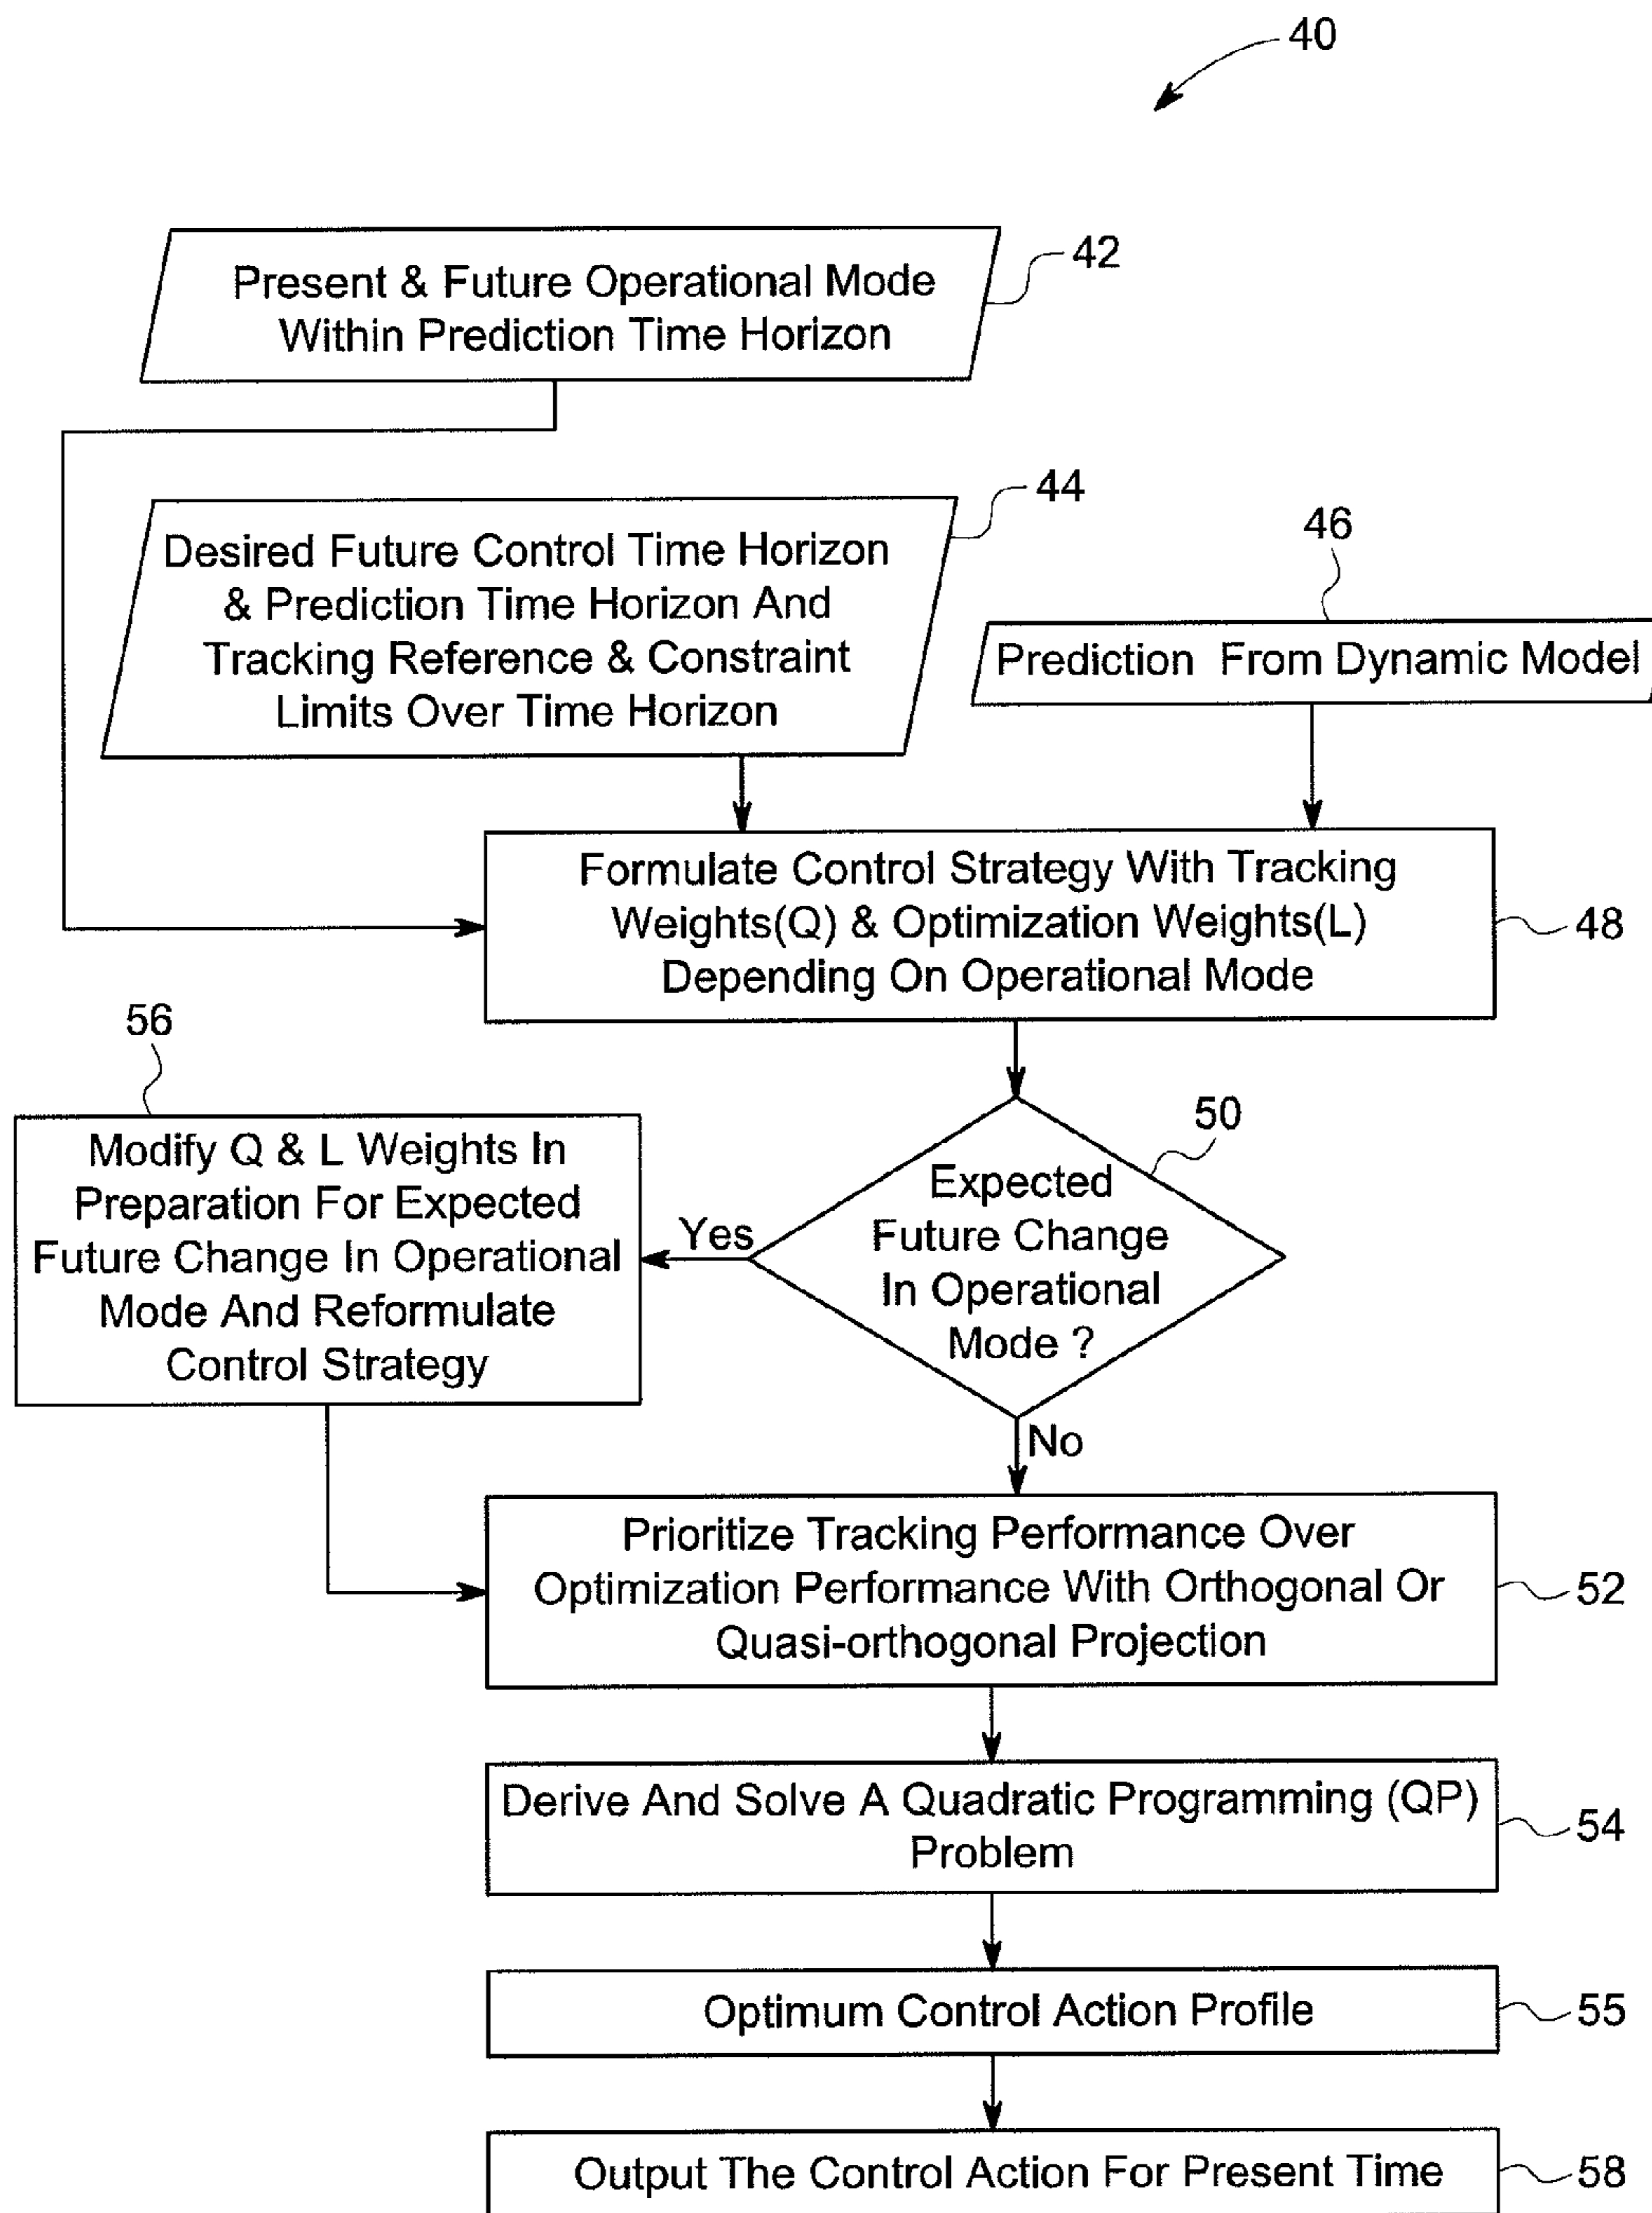 40
Present & Future Operational Mode
Within Prediction Time Horizon
42
Desired Future Control Time Horizon
& Prediction Time Horizon And
Tracking Reference & Constraint
Limits Over Time Horizon
44
46
Prediction From Dynamic Model
Formulate Control Strategy With Tracking
Weights(Q) & Optimization Weights(L)
Depending On Operational Mode
48
56
Modify Q & L Weights In
Preparation For Expected
Future Change In Operational
Mode And Reformulate
Control Strategy
Yes
50
Expected
Future Change
In Operational
Mode ?
No
Prioritize Tracking Performance Over
Optimization Performance With Orthogonal Or
Quasi-orthogonal Projection
52
Derive And Solve A Quadratic Programming (QP)
Problem
54
Optimum Control Action Profile
55
Output The Control Action For Present Time
58